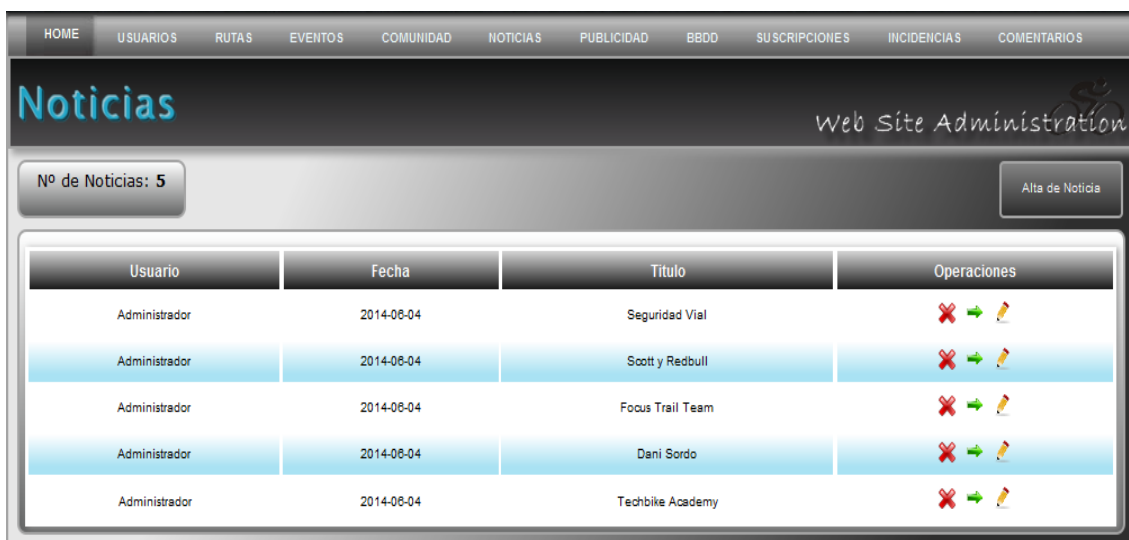 HOME USUARIOS RUTAS EVENTOS COMUNIDAD NOTICIAS PUBLICIDAD BBDD SUSCRIPCIONES INCIDENCIAS COMENTARIOS
Noticias
Web Site Administration
Nº de Noticias: 5
Alta de Noticia
Usuario Fecha Titulo Operaciones
Administrador 2014-06-04 Seguridad Vial
Administrador 2014-06-04 Scott y Redbull
Administrador 2014-06-04 Focus Trail Team
Administrador 2014-06-04 Dani Sordo
Administrador 2014-06-04 Techbike Academy